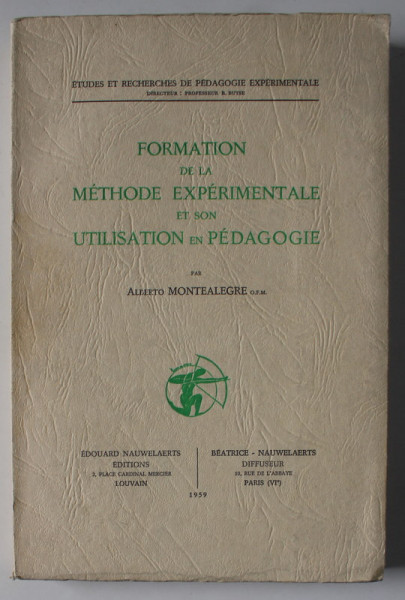 ÉTUDES ET RECHERCHES DE PÉDAGOGIE EXPÉRIMENTALE
DIRECTEUR : PROFESSEUR R. BUYSE
FORMATION
DE LA
MÉTHODE EXPÉRIMENTALE
ET SON
UTILISATION EN PÉDAGOGIE
PAR
ALBERTO MONTEALEGRE O.F.M.
ÉDOUARD NAUWELAERTS
ÉDITIONS
2, PLACE CARDINAL MERCIER
LOUVAIN
BÉATRICE - NAUWELAERTS
DIFFUSEUR
10, RUE DE L'ABBAYE
PARIS (VIe)
1959